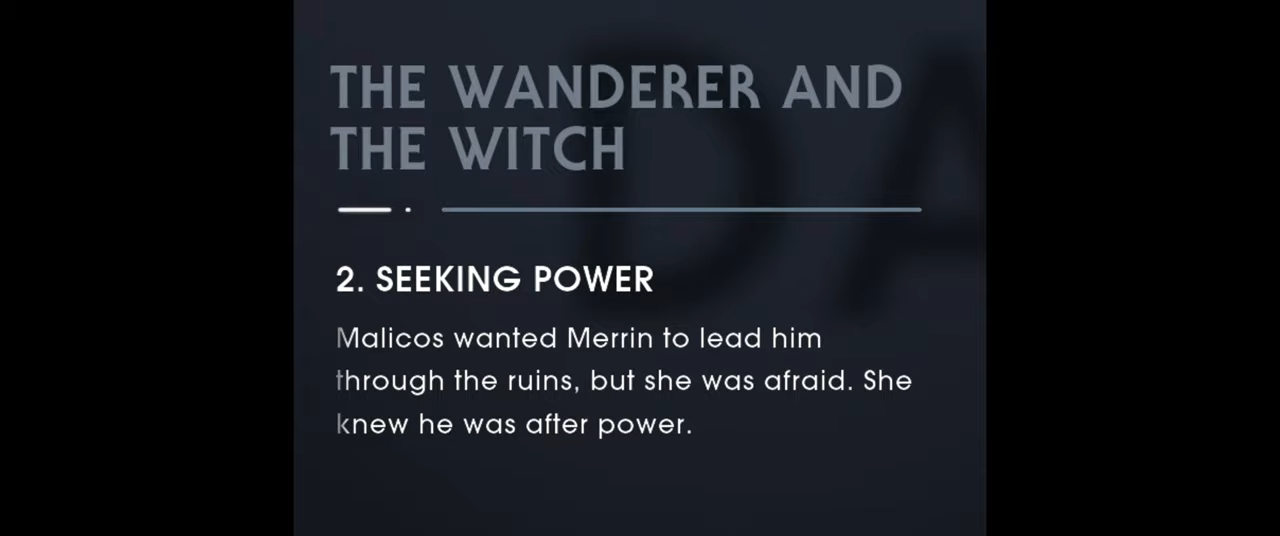 THE WANDERER AND
THE WITCH
2. SEEKING POWER
Malicos wanted Merrin to lead him
through the ruins, but she was afraid. She
knew he was after power.